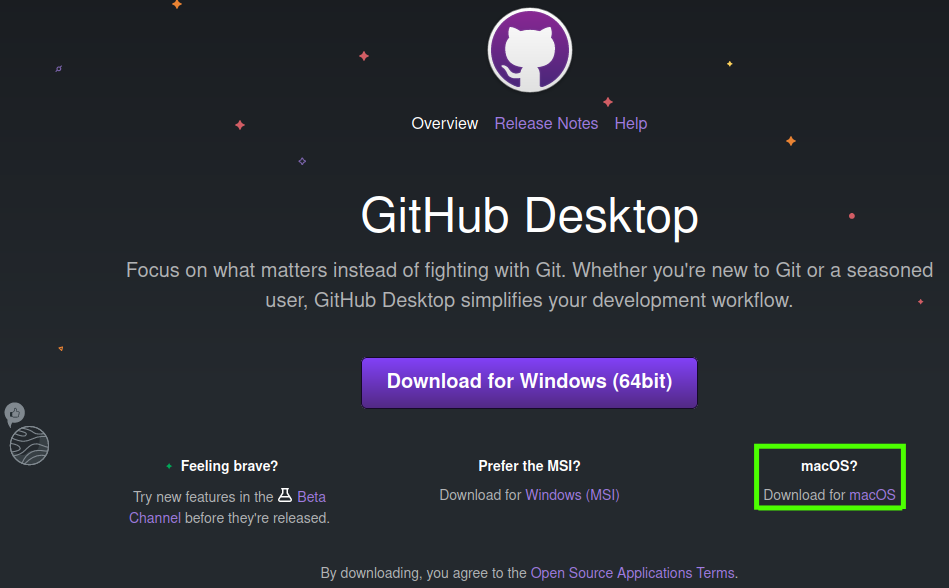 Overview Release Notes Help
GitHub Desktop
Focus on what matters instead of fighting with Git. Whether you're new to Git or a seasoned
user, GitHub Desktop simplifies your development workflow.
Download for Windows (64bit)
Feeling brave?
Try new features in the Beta
Channel before they're released.
Prefer the MSI?
Download for Windows (MSI)
macOS?
Download for macOS
By downloading, you agree to the Open Source Applications Terms.